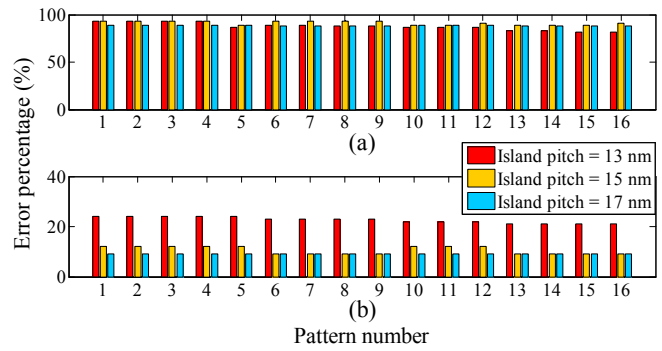 100
50
0
1 2 3 4 5 6 7 8 9 10 11 12 13 14 15 16
(a)
Error percentage (%)
Island pitch = 13 nm
Island pitch = 15 nm
Island pitch = 17 nm
40
20
0
1 2 3 4 5 6 7 8 9 10 11 12 13 14 15 16
(b)
Pattern number